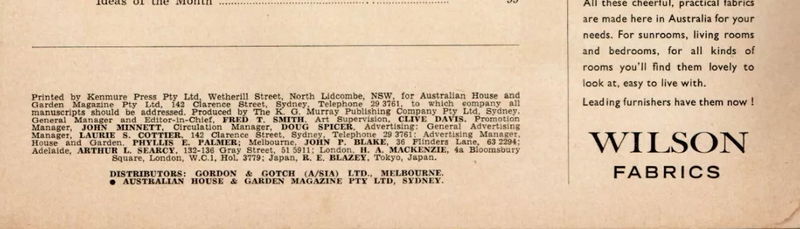 Ideas of the Month
Printed by Kenmure Press Pty Ltd, Wetherill Street, North Lidcombe, NSW, for Australian House and
Garden Magazine Pty Ltd, 142 Clarence Street, Sydney, Telephone 29 3761, to which company all
manuscripts should be addressed. Produced by The K. G. Murray Publishing Company Pty Ltd, Sydney.
General Manager and Editor-in-Chief, FRED T. SMITH. Art Supervision, CLIVE DAVIS. Promotion
Manager, JOHN MINNETT, Circulation Manager, DOUG SPICER. Advertising: General Advertising
Manager, LAURIE S. COTTIER, 142 Clarence Street, Sydney, Telephone 29 3761; Advertising Manager,
House and Garden, PHYLLIS E. PALMER; Melbourne, JOHN P. BLAKE, 36 Flinders Lane, 63 2294;
Adelaide, ARTHUR L. SEARCY, 132-136 Gray Street, 51 5911; London, H. A. MACKENZIE, 4a Bloomsbury
Square, London, W.C.1, Hol. 3779; Japan, R. E. BLAZEY, Tokyo, Japan.
DISTRIBUTORS: GORDON & GOTCH (A/SIA) LTD., MELBOURNE.
● AUSTRALIAN HOUSE & GARDEN MAGAZINE PTY LTD, SYDNEY.
All these cheerful, practical fabrics
are made here in Australia for your
needs. For sunrooms, living rooms
and bedrooms, for all kinds of
rooms you'll find them lovely to
look at, easy to live with.
Leading furnishers have them now !
WILSON
FABRICS